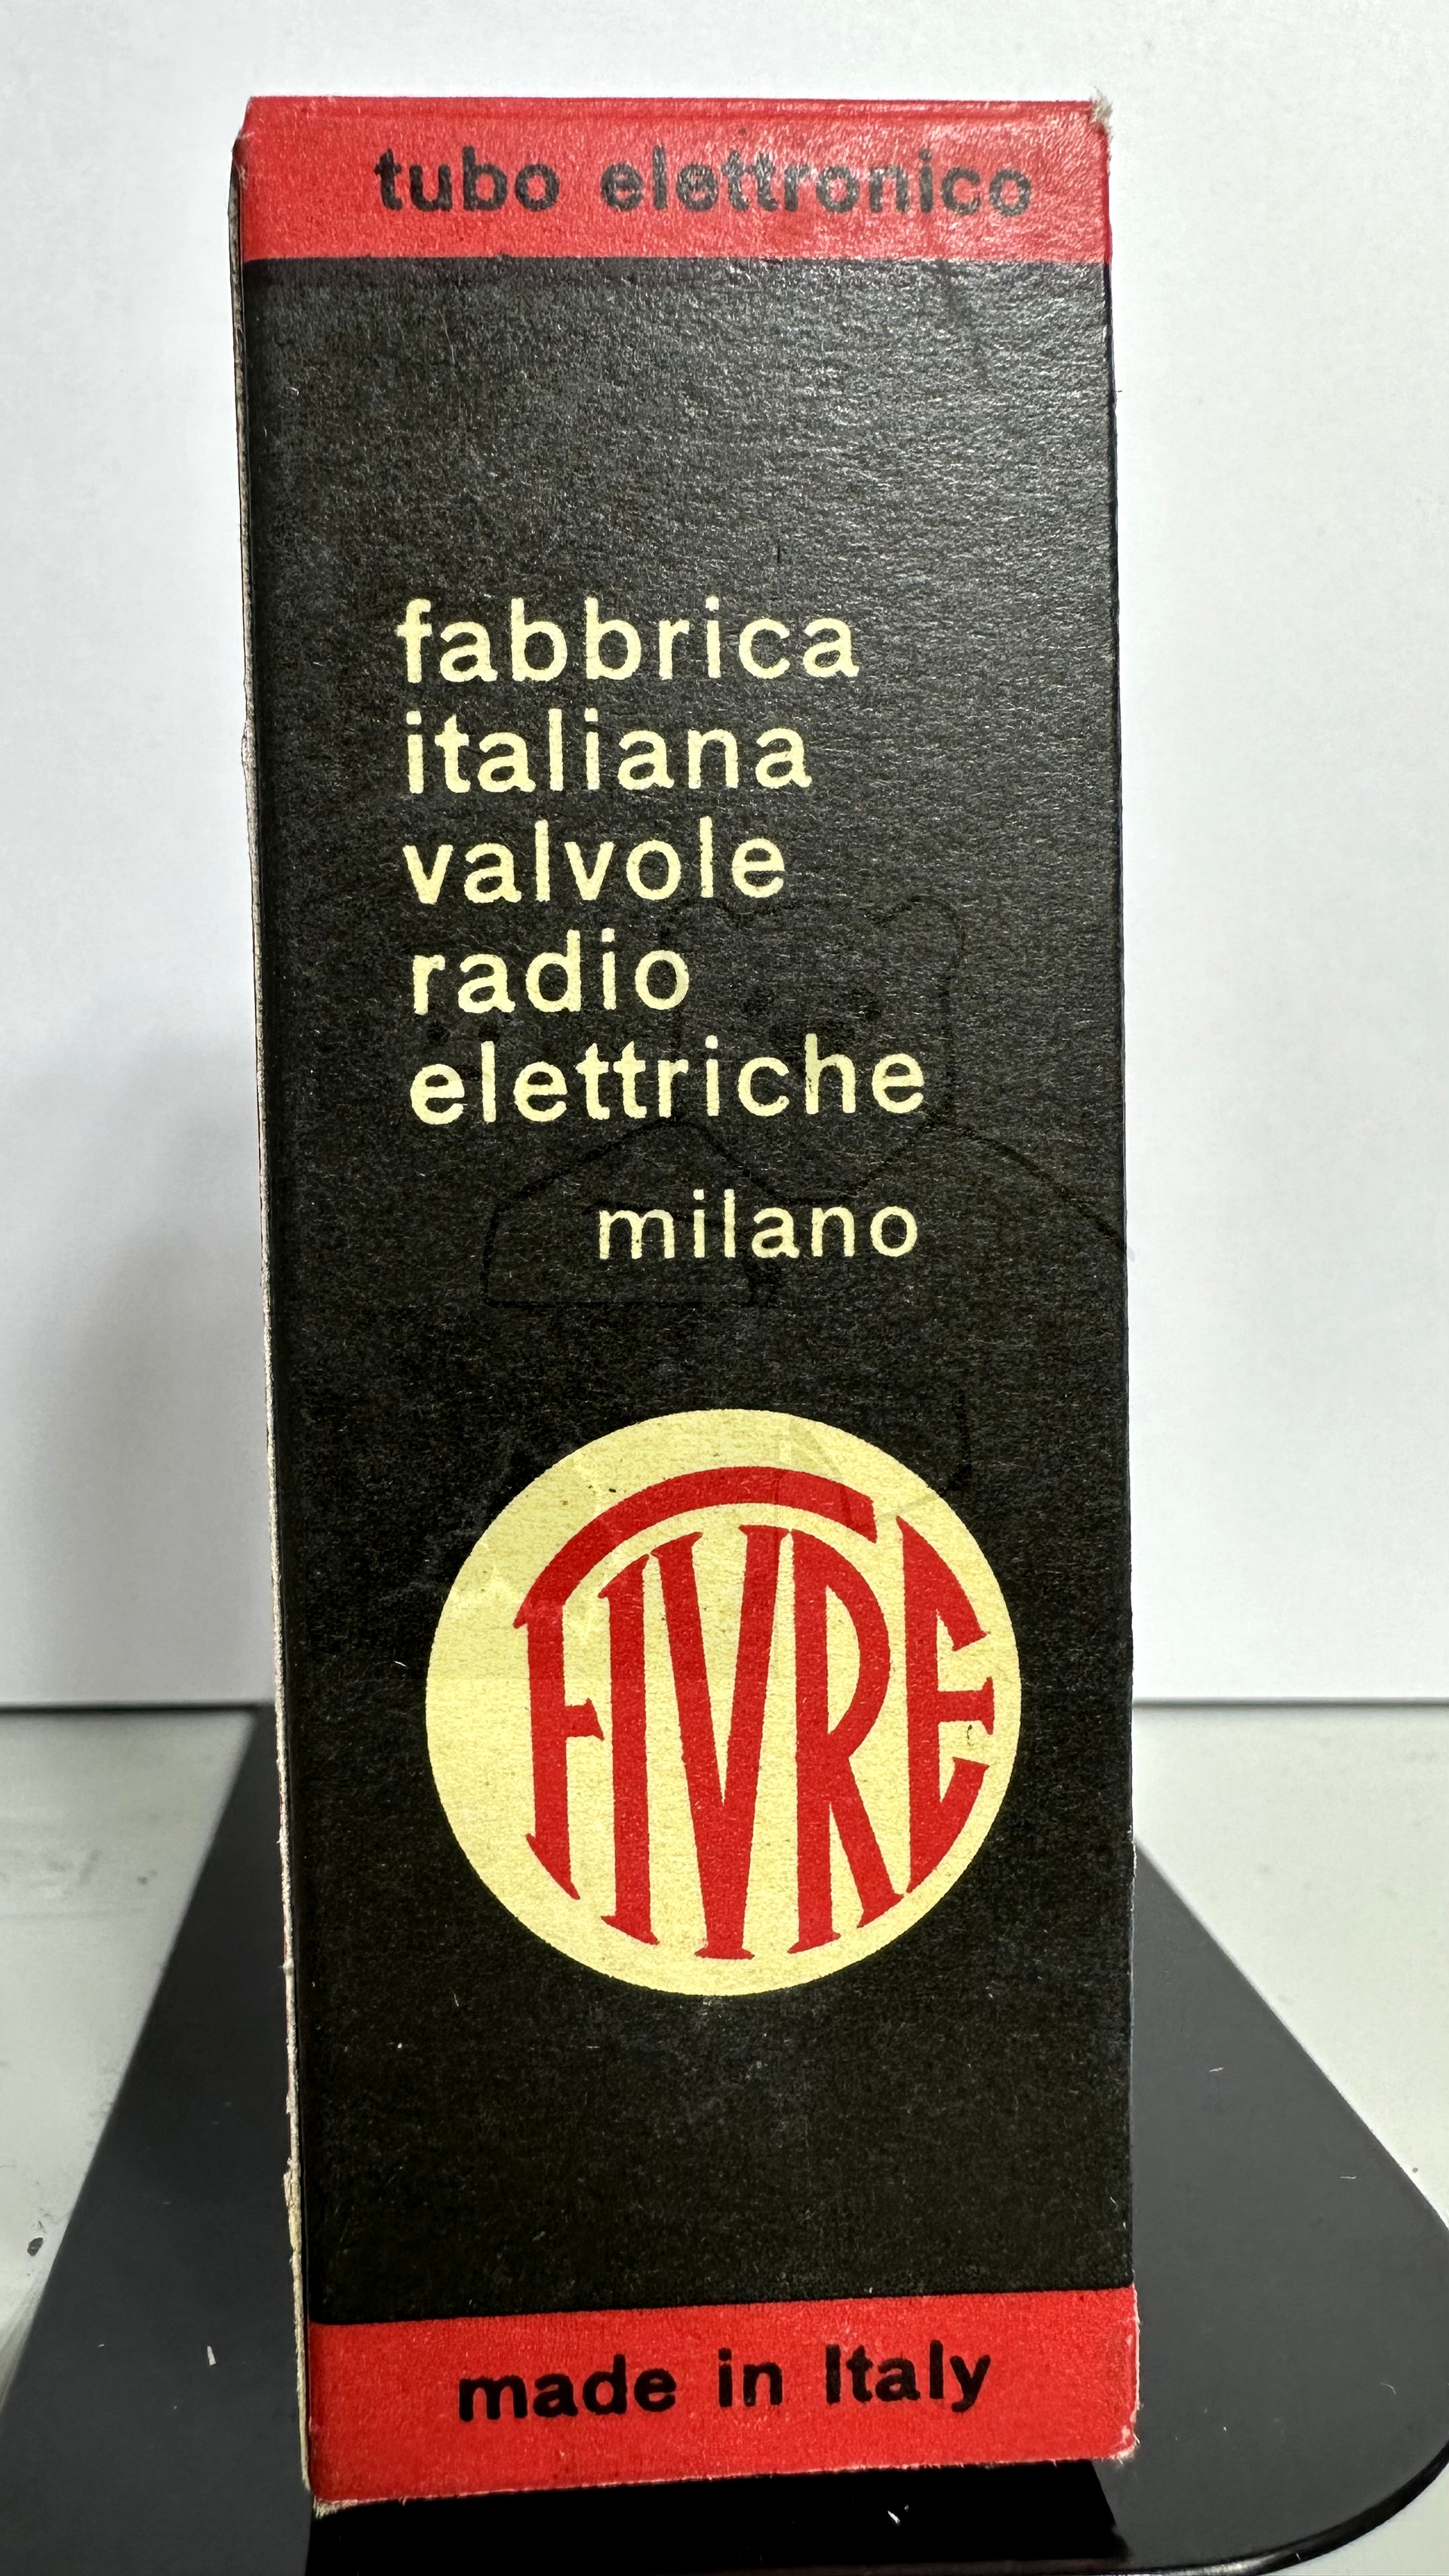 tubo elettronico
fabbrica
italiana
valvole
radio
elettriche
milano
FIVRE
made in Italy